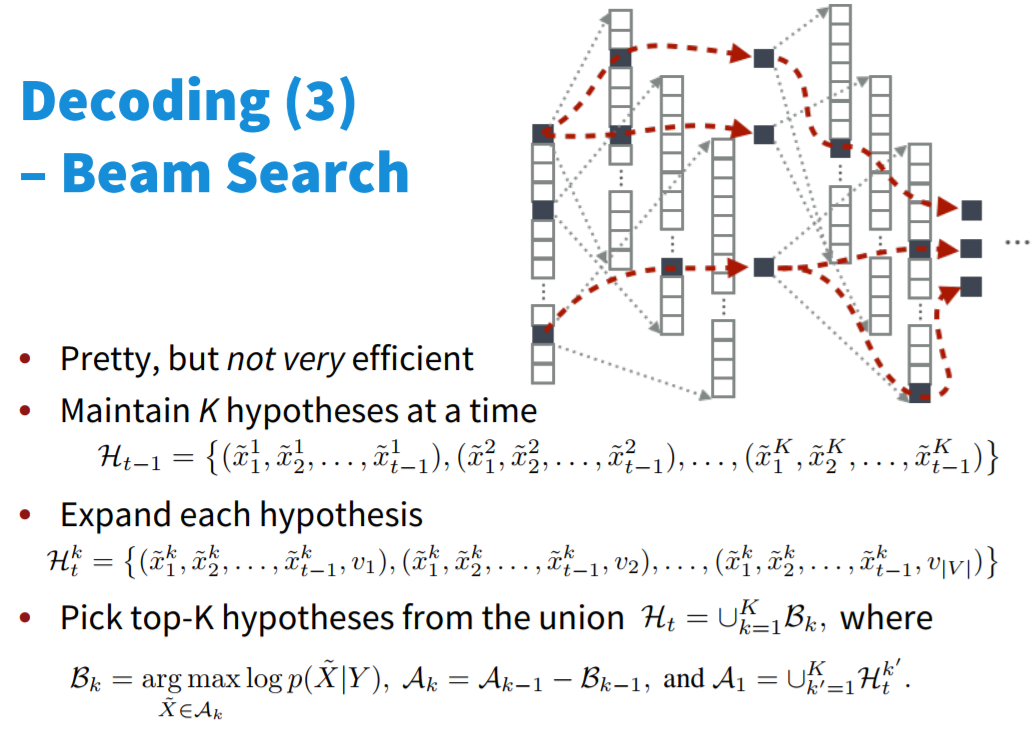 Decoding (3)
– Beam Search
...
• Pretty, but not very efficient
• Maintain K hypotheses at a time
$\mathcal{H}_{t-1} = \{(\tilde{x}_1^1, \tilde{x}_2^1, \ldots, \tilde{x}_{t-1}^1), (\tilde{x}_1^2, \tilde{x}_2^2, \ldots, \tilde{x}_{t-1}^2), \ldots, (\tilde{x}_1^K, \tilde{x}_2^K, \ldots, \tilde{x}_{t-1}^K)\}$
• Expand each hypothesis
$\mathcal{H}_t^k = \{(\tilde{x}_1^k, \tilde{x}_2^k, \ldots, \tilde{x}_{t-1}^k, v_1), (\tilde{x}_1^k, \tilde{x}_2^k, \ldots, \tilde{x}_{t-1}^k, v_2), \ldots, (\tilde{x}_1^k, \tilde{x}_2^k, \ldots, \tilde{x}_{t-1}^k, v_{|V|})\}$
• Pick top-K hypotheses from the union $\mathcal{H}_t = \cup_{k=1}^K \mathcal{B}_k,$ where
$\mathcal{B}_k = \underset{\tilde{X} \in \mathcal{A}_k}{\arg\max} \log p(\tilde{X}|Y), \mathcal{A}_k = \mathcal{A}_{k-1} - \mathcal{B}_{k-1}, \text{ and } \mathcal{A}_1 = \cup_{k'=1}^K \mathcal{H}_t^{k'}.$